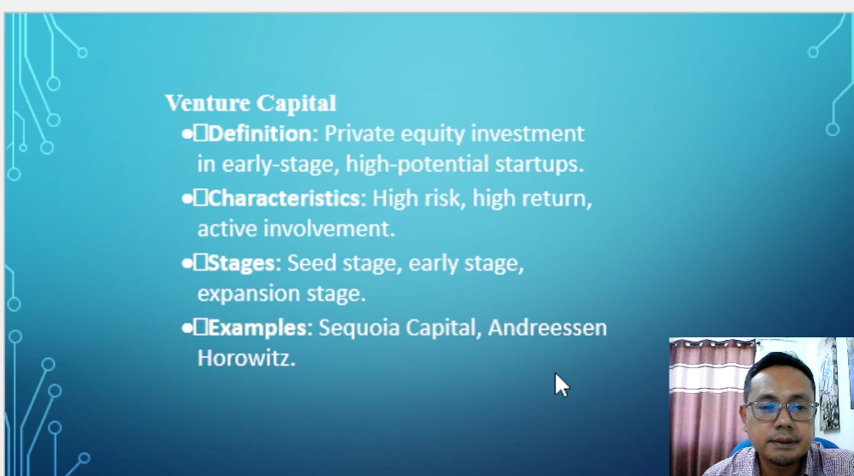 Venture Capital
•□Definition: Private equity investment
in early-stage, high-potential startups.
•□Characteristics: High risk, high return,
active involvement.
•□Stages: Seed stage, early stage,
expansion stage.
•□Examples: Sequoia Capital, Andreessen
Horowitz.